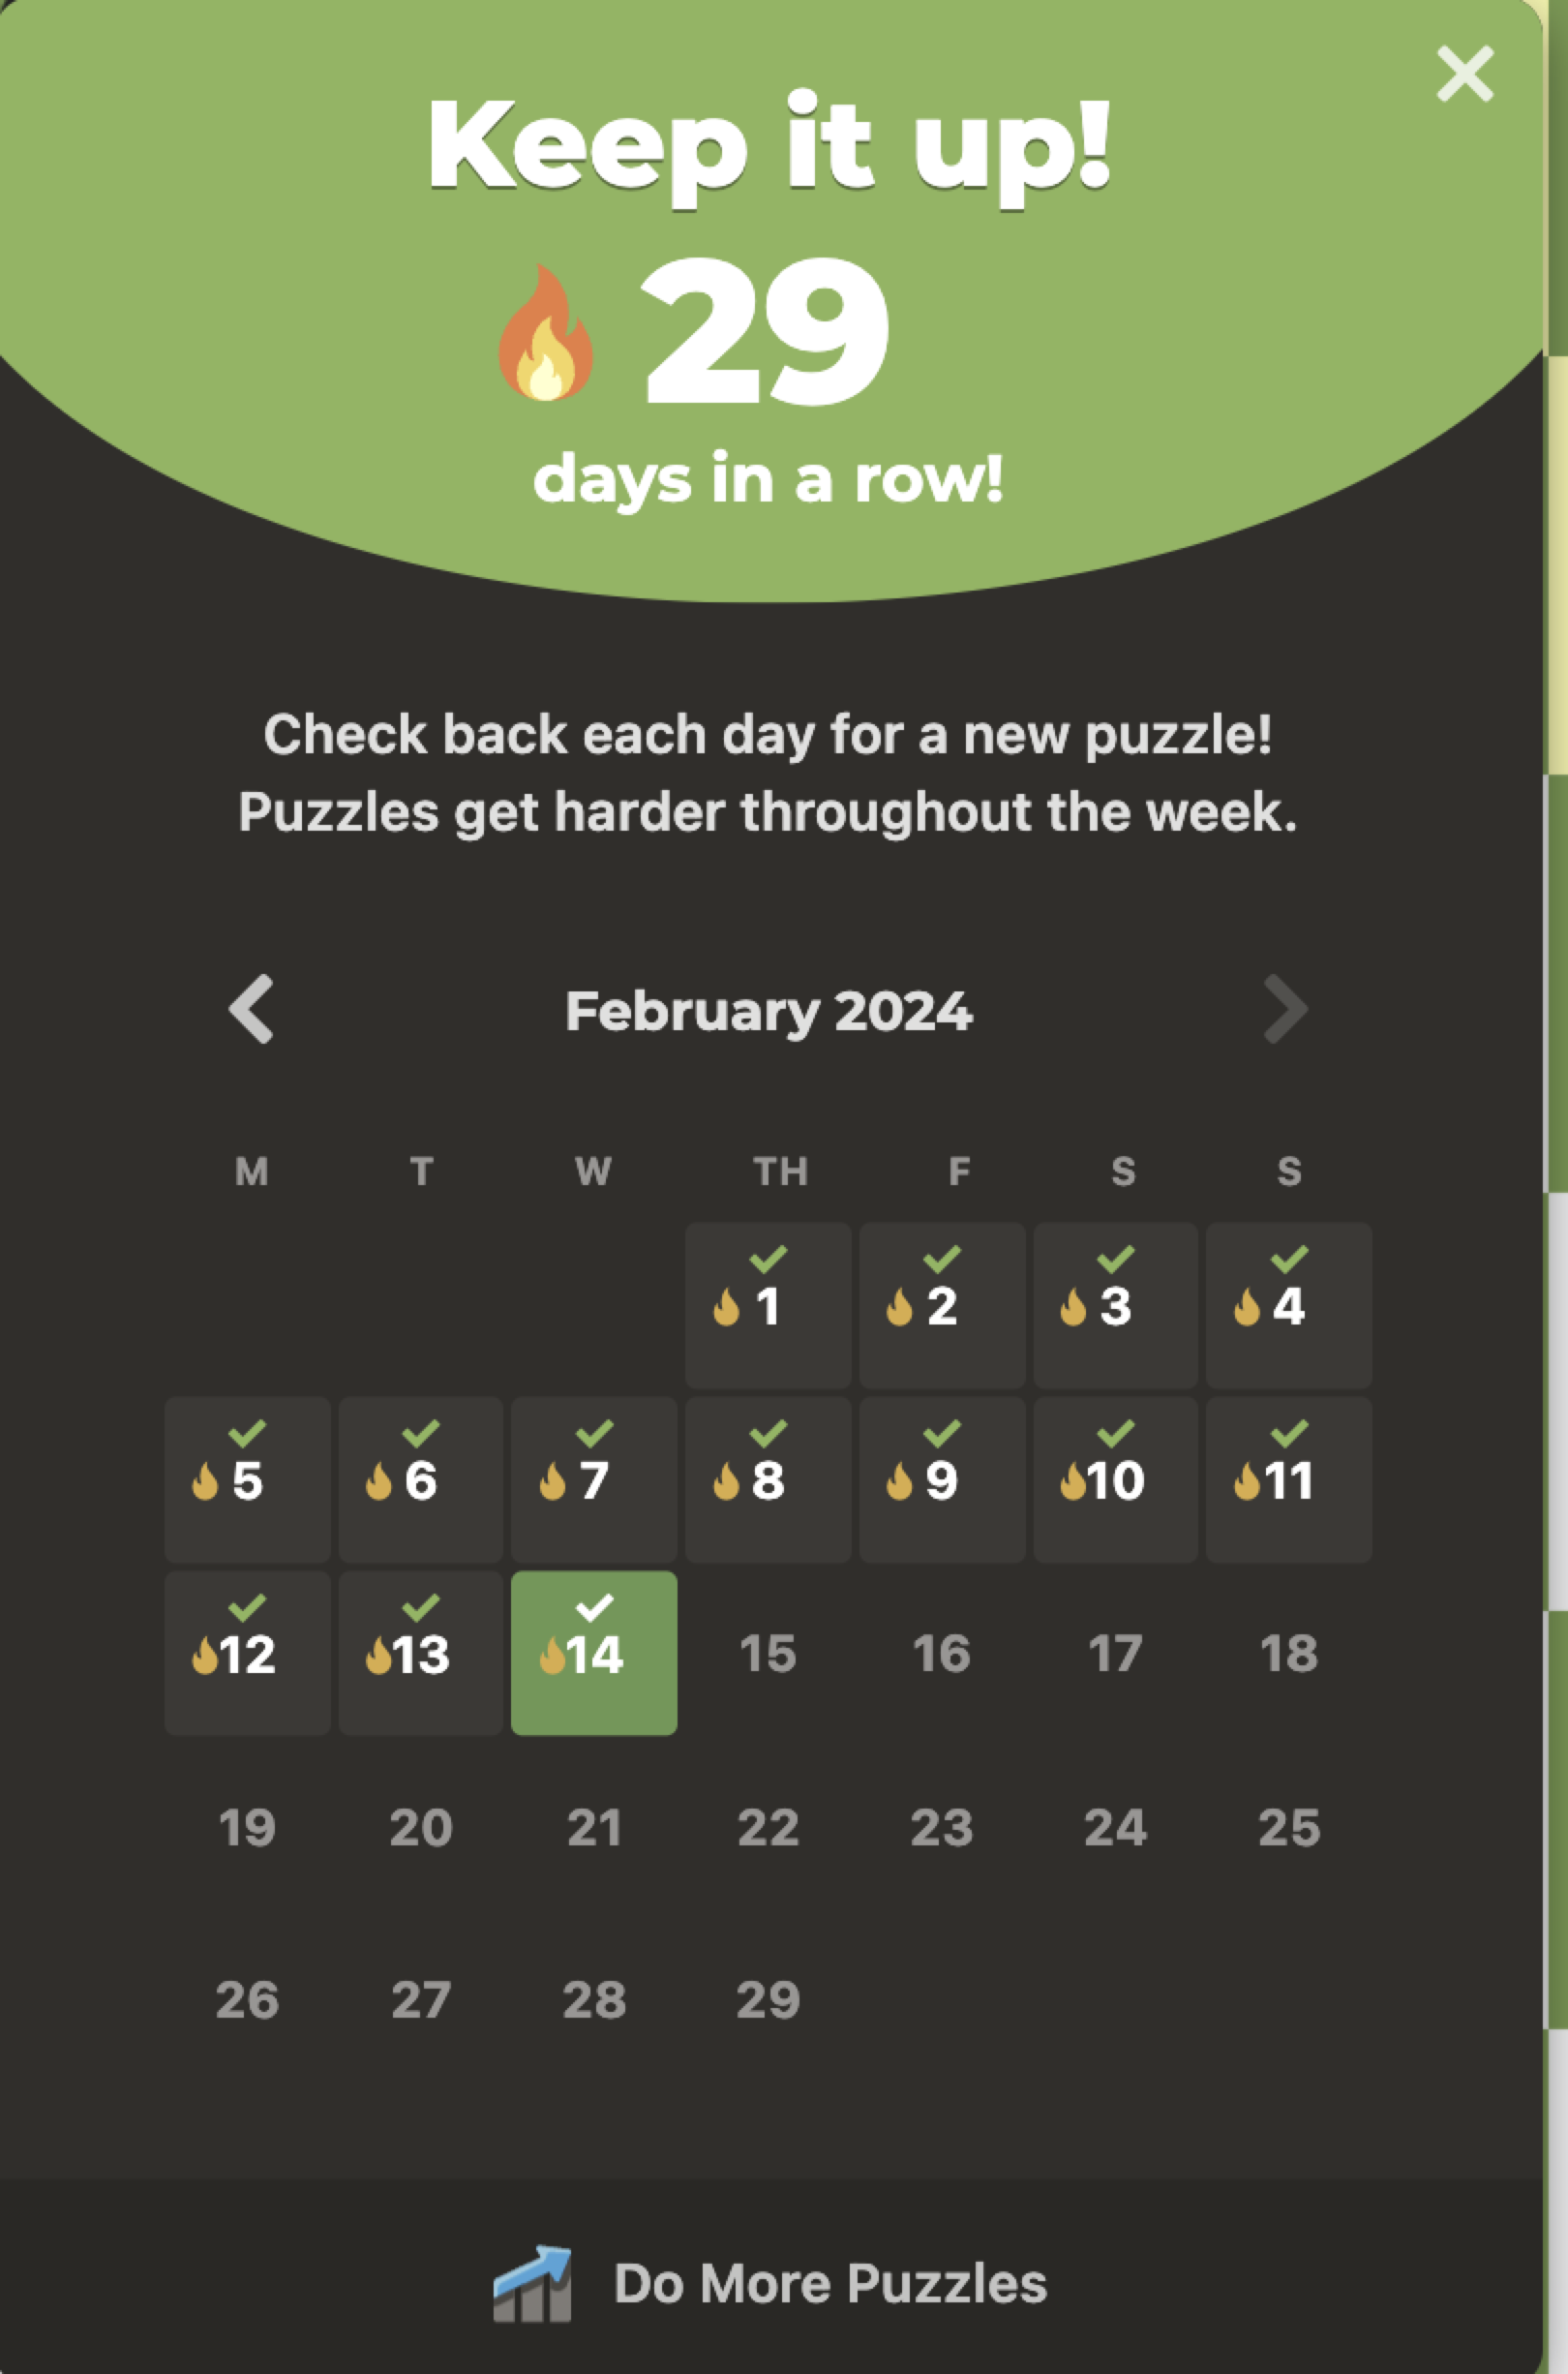 Keep it up!
29
days in a row!
Check back each day for a new puzzle!
Puzzles get harder throughout the week.
February 2024
M T W TH F S S
1 2 3 4
5 6 7 8 9 10 11
12 13 14 15 16 17 18
19 20 21 22 23 24 25
26 27 28 29
Do More Puzzles